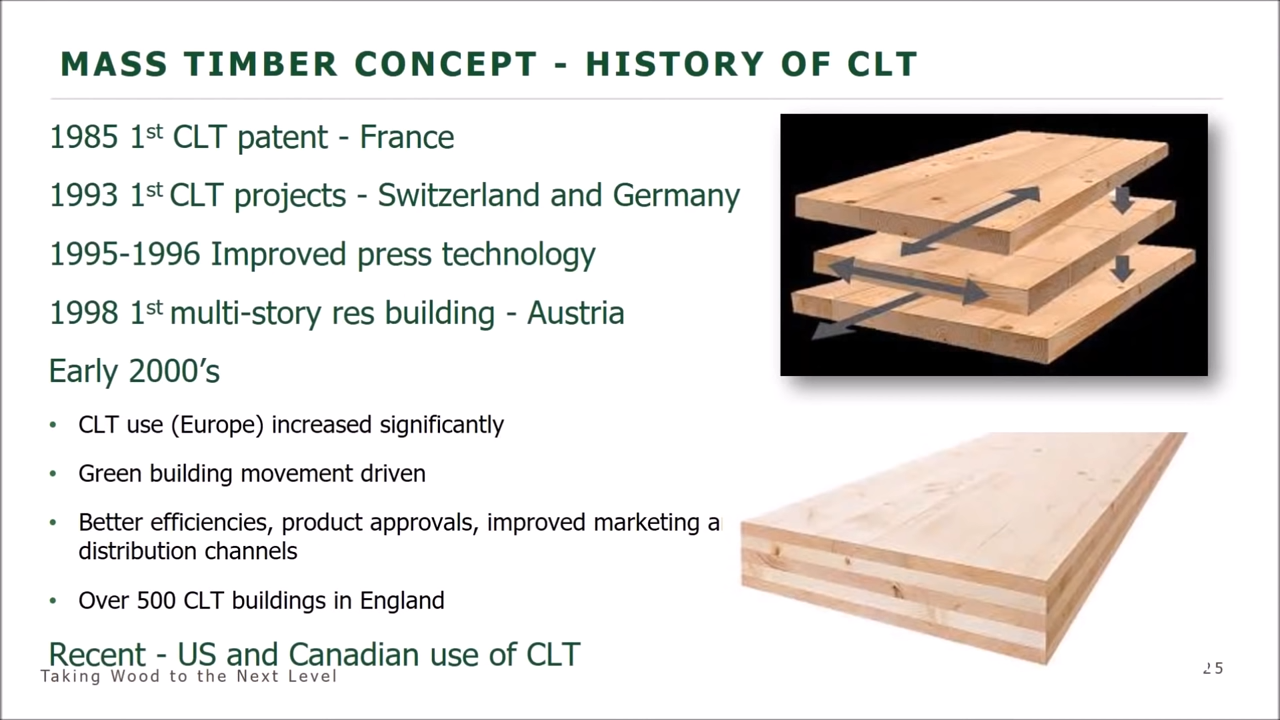 MASS TIMBER CONCEPT - HISTORY OF CLT
1985 1st CLT patent - France
1993 1st CLT projects - Switzerland and Germany
1995-1996 Improved press technology
1998 1st multi-story res building - Austria
Early 2000’s
• CLT use (Europe) increased significantly
• Green building movement driven
• Better efficiencies, product approvals, improved marketing a
distribution channels
• Over 500 CLT buildings in England
Recent - US and Canadian use of CLT
Taking Wood to the Next Level
25